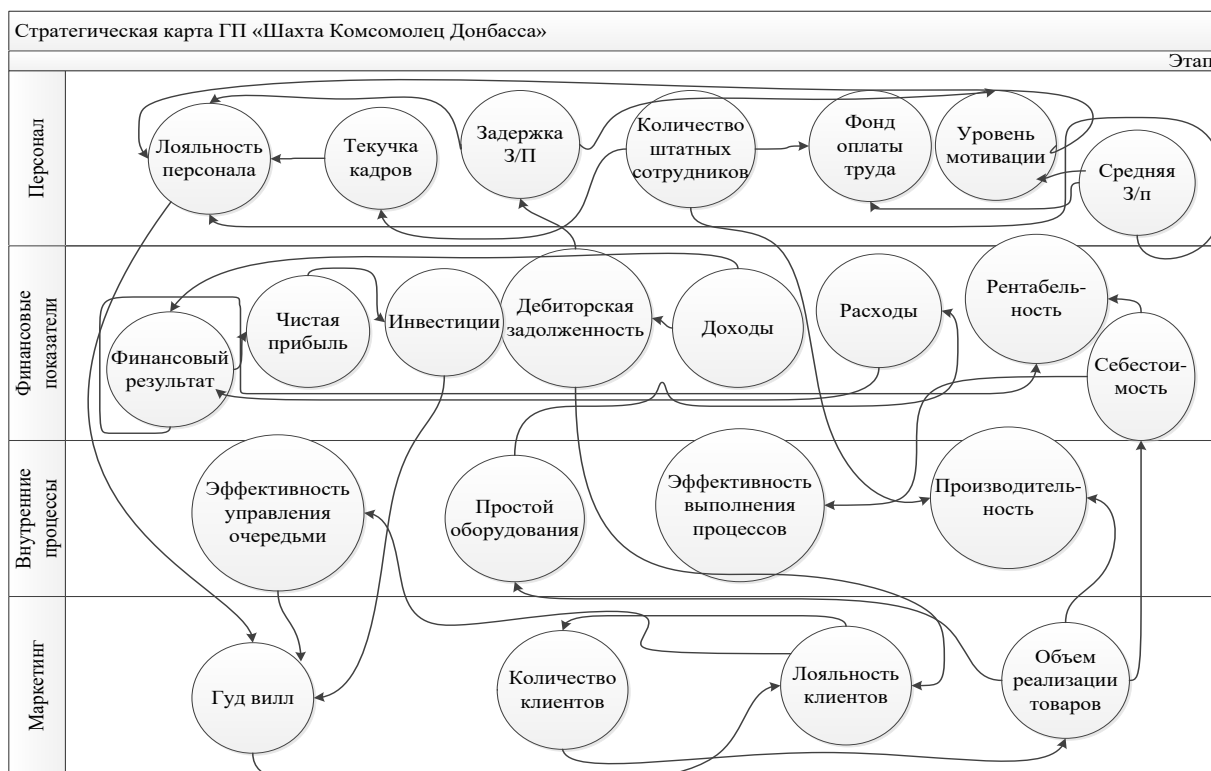 Стратегическая карта ГП «Шахта Комсомолец Донбасса»
Этап
Персонал
Лояльность
персонала
Текучка
кадров
Задержка
З/П
Количество
штатных
сотрудников
Фонд
оплаты
труда
Уровень
мотивации
Средняя
З/п
Финансовые
показатели
Финансовый
результат
Чистая
прибыль
Инвестиции
Дебиторская
задолженность
Доходы
Расходы
Рентабель-
ность
Себестои-
мость
Внутренние
процессы
Эффективность
управления
очередьми
Простой
оборудования
Эффективность
выполнения
процессов
Производитель-
ность
Маркетинг
Гуд вилл
Количество
клиентов
Лояльность
клиентов
Объем
реализации
товаров